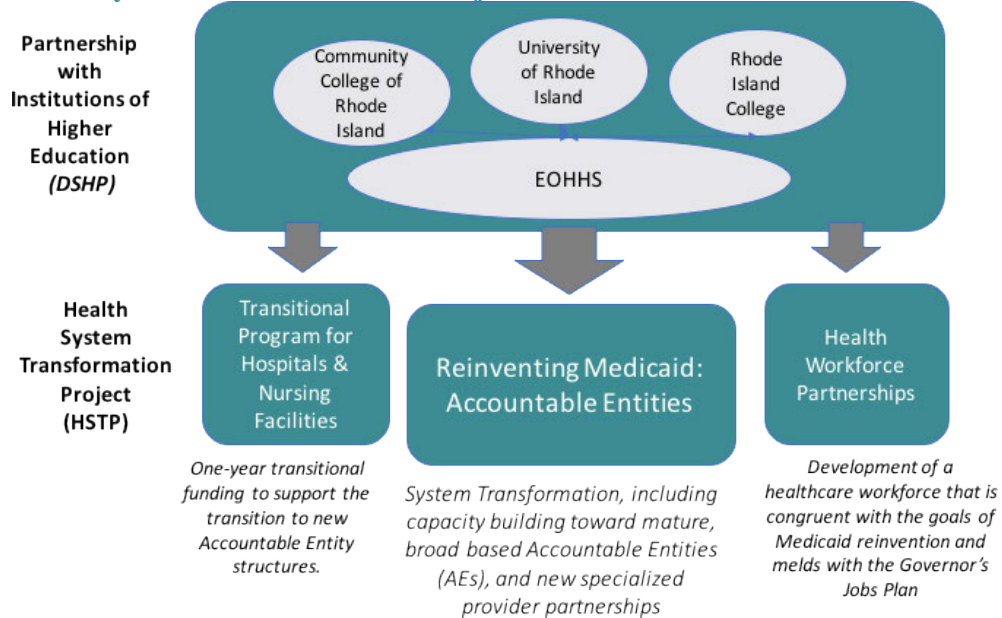 Partnership
with
Institutions of
Higher
Education
(DSHP)
Community
College of
Rhode
Island
University
of Rhode
Island
Rhode
Island
College
EOHHS
Health
System
Transformation
Project
(HSTP)
Transitional
Program for
Hospitals &
Nursing
Facilities
Reinventing Medicaid:
Accountable Entities
Health
Workforce
Partnerships
One-year transitional
funding to support the
transition to new
Accountable Entity
structures.
System Transformation, including
capacity building toward mature,
broad based Accountable Entities
(AEs), and new specialized
provider partnerships
Development of a
healthcare workforce that is
congruent with the goals of
Medicaid reinvention and
melds with the Governor's
Jobs Plan